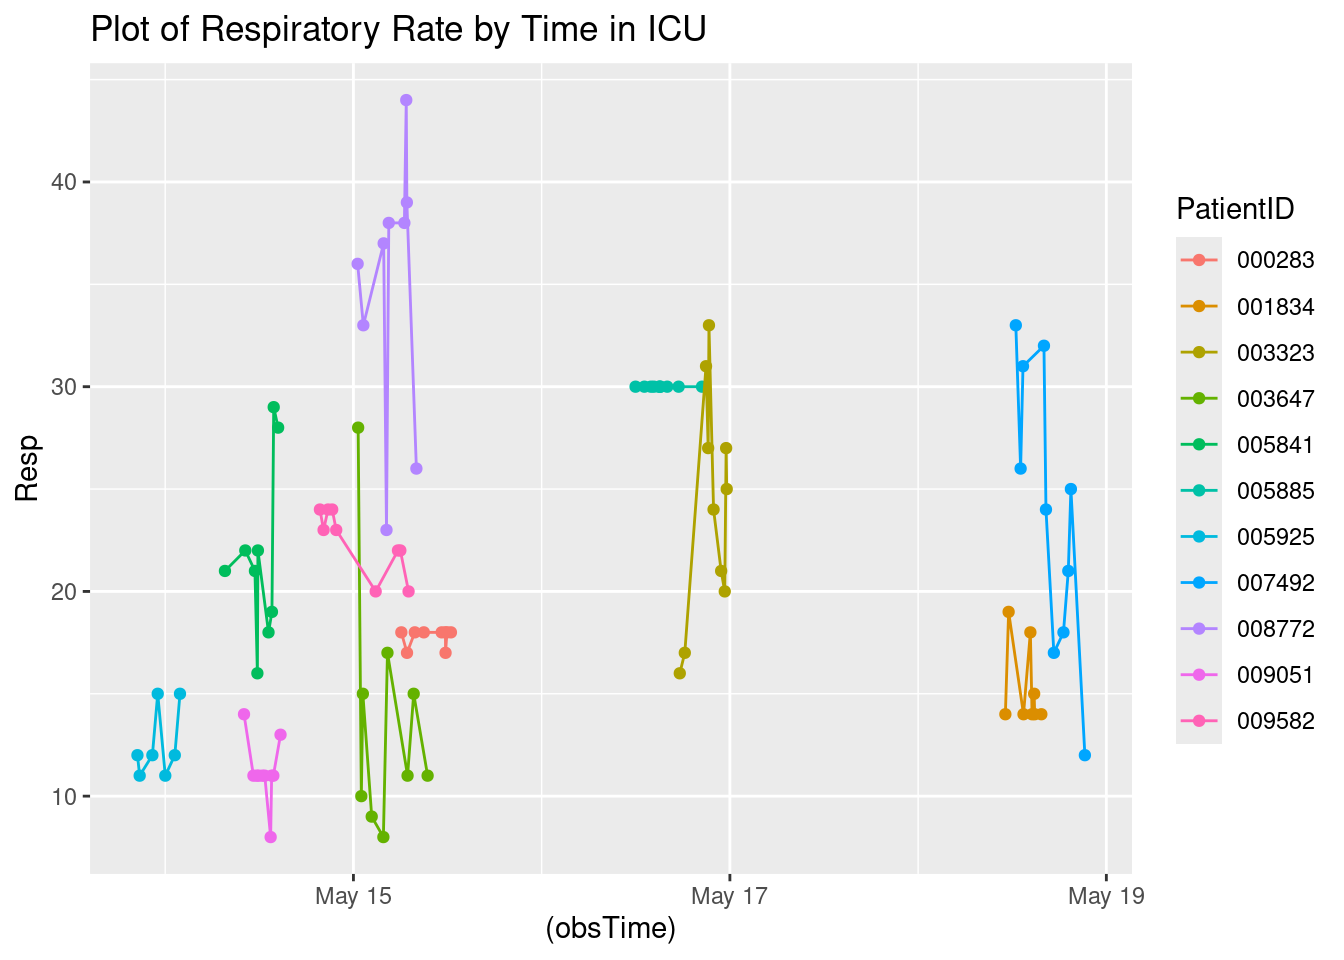 Plot of Respiratory Rate by Time in ICU
Resp
40
30
20
10
May 15
May 17
May 19
(obsTime)
PatientID
000283
001834
003323
003647
005841
005885
005925
007492
008772
009051
009582